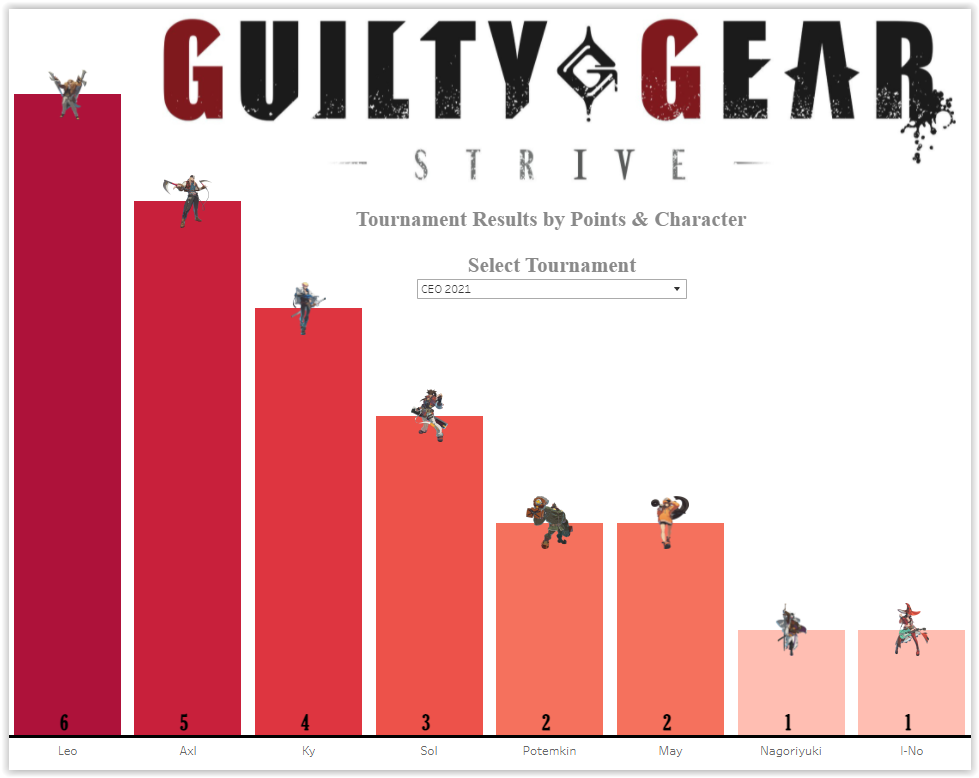 GUILTY GEAR
STRIVE
Tournament Results by Points & Character
Select Tournament
CEO 2021
6 5 4 3 2 2 1 1
Leo Axl Ky Sol Potemkin May Nagoriyuki I-No